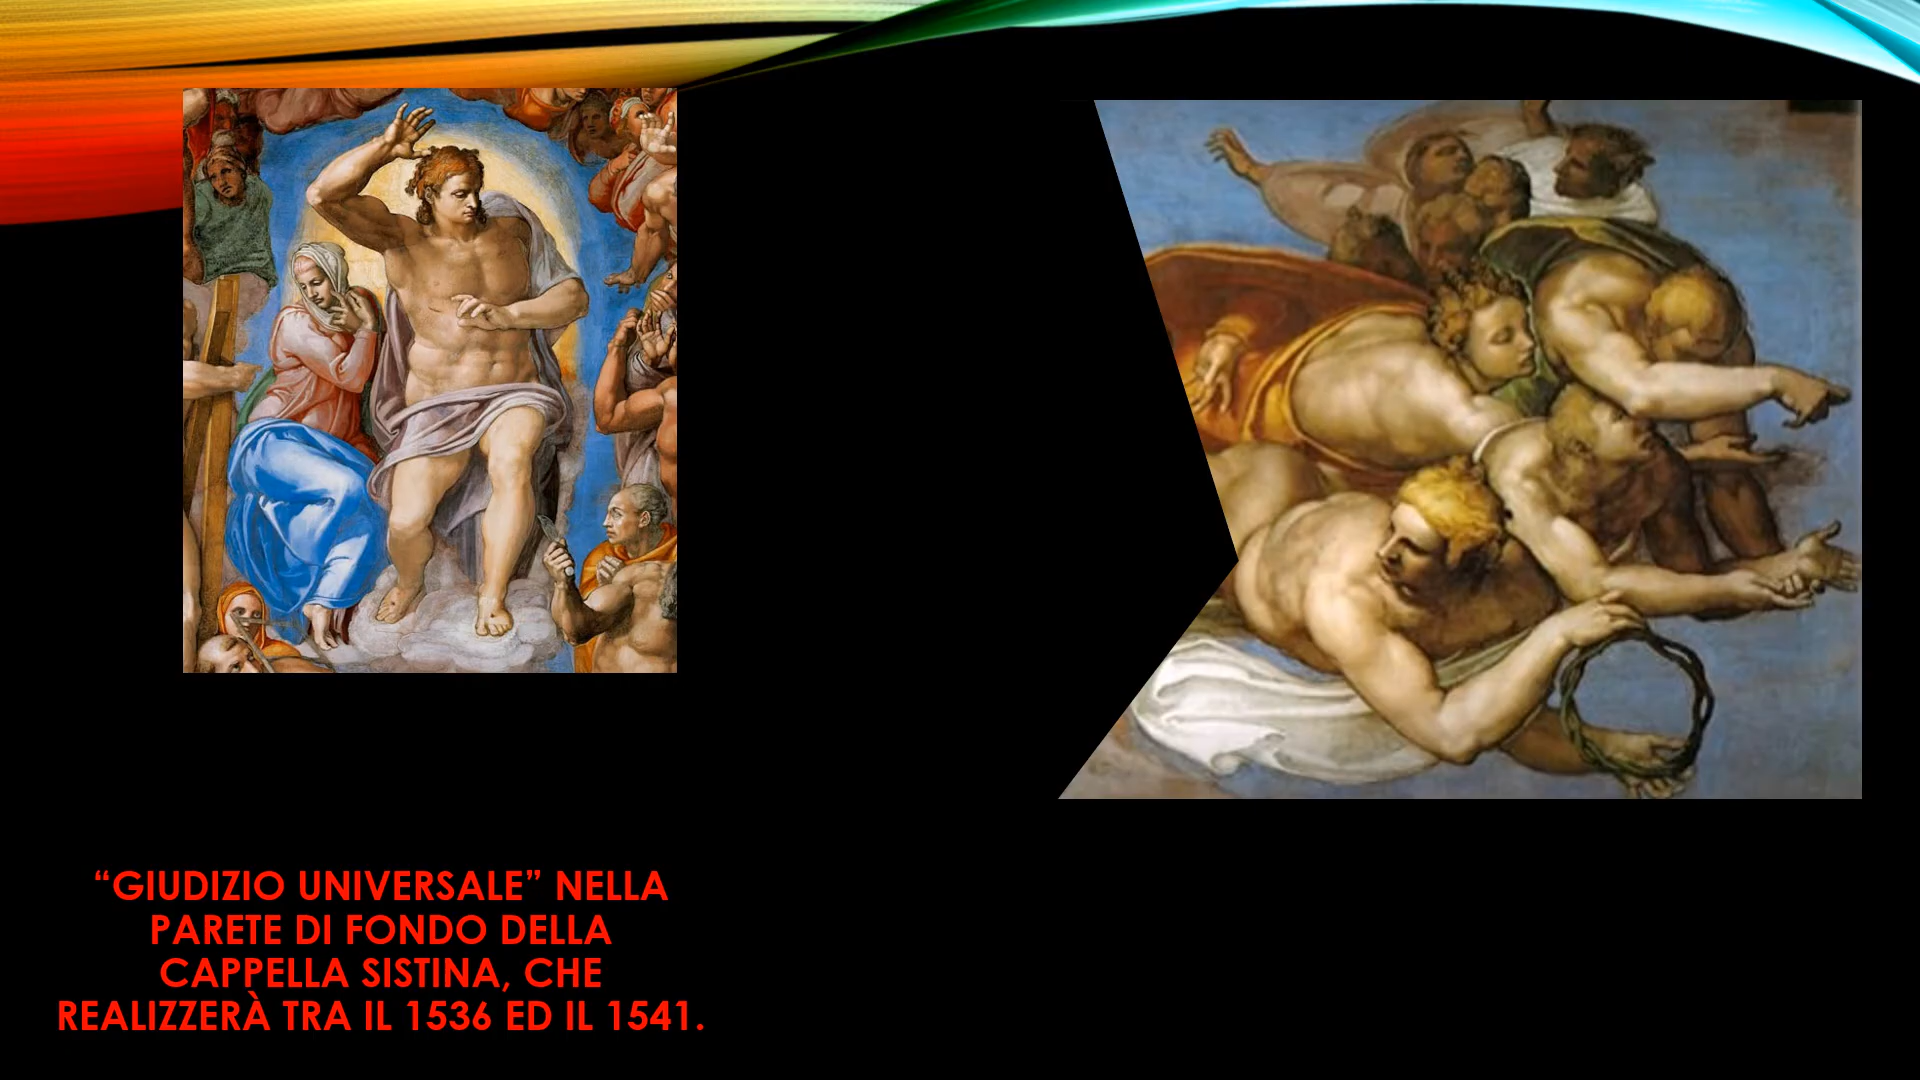 “GIUDIZIO UNIVERSALE” NELLA
PARETE DI FONDO DELLA
CAPPELLA SISTINA, CHE
REALIZZERÀ TRA IL 1536 ED IL 1541.